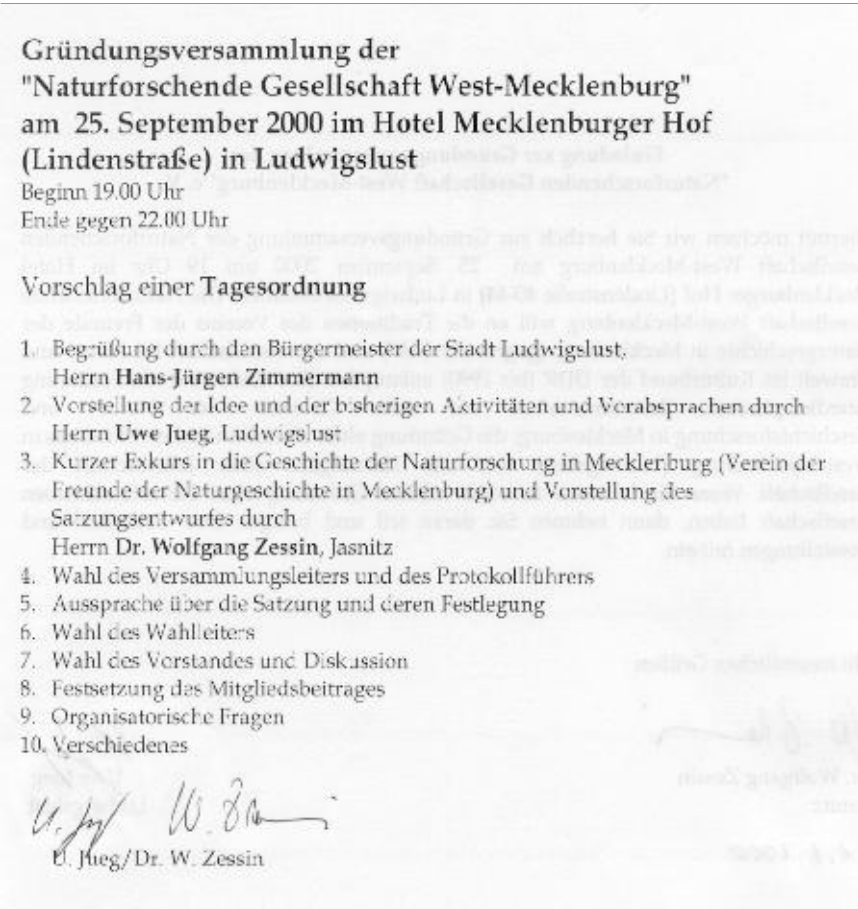 Gründungsversammlung der
"Naturforschende Gesellschaft West-Mecklenburg"
am 25. September 2000 im Hotel Mecklenburger Hof
(Lindenstraße) in Ludwigslust
Beginn 19.00 Uhr
Ende gegen 22.00 Uhr
Vorschlag einer Tagesordnung
1. Begrüßung durch den Bürgermeister der Stadt Ludwigslust,
Herrn Hans-Jürgen Zimmermann
2. Vorstellung der Idee und der bisherigen Aktivitäten und Vorabsprachen durch
Herrn Uwe Jueg, Ludwigslust
3. Kurzer Exkurs in die Geschichte der Naturforschung in Mecklenburg (Verein der
Freunde der Naturgeschichte in Mecklenburg) und Vorstellung des
Satzungsentwurfes durch
Herrn Dr. Wolfgang Zessin, Jasnitz
4. Wahl des Versammlungsleiters und des Protokollführers
5. Aussprache über die Satzung und deren Festlegung
6. Wahl des Wahlleiters
7. Wahl des Vorstandes und Diskussion
8. Festsetzung des Mitgliedsbeitrages
9. Organisatorische Fragen
10. Verschiedenes
U. Jueg/Dr. W. Zessin